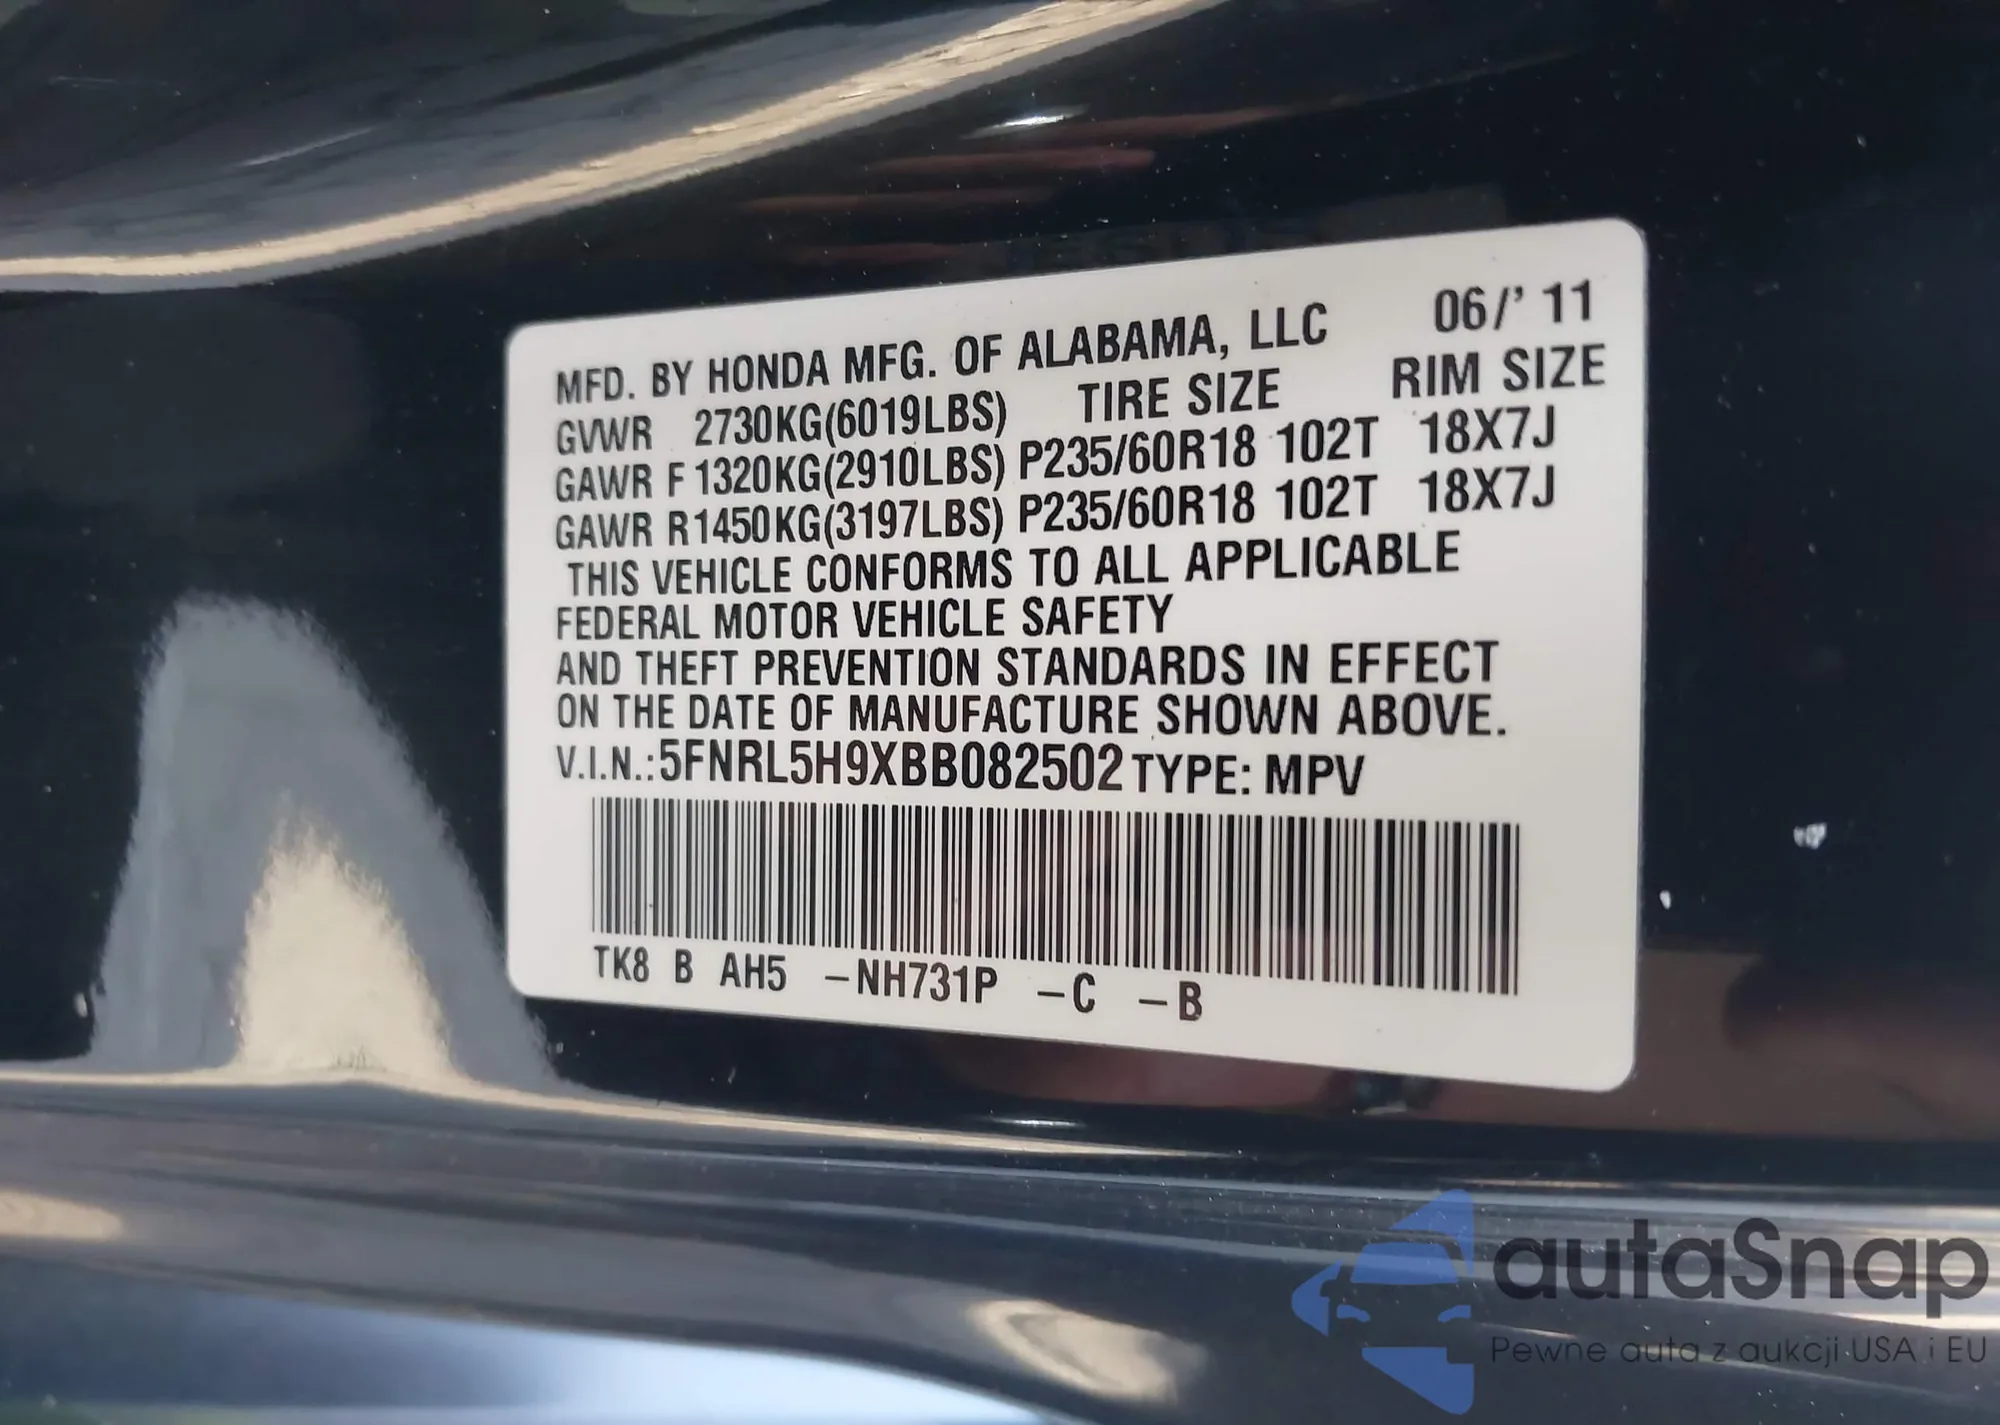 MFD. BY HONDA MFG. OF ALABAMA, LLC 06/' 11
GVWR 2730KG(6019LBS) TIRE SIZE RIM SIZE
GAWR F 1320KG(2910LBS) P235/60R18 102T 18X7J
GAWR R1450KG(3197LBS) P235/60R18 102T 18X7J
THIS VEHICLE CONFORMS TO ALL APPLICABLE
FEDERAL MOTOR VEHICLE SAFETY
AND THEFT PREVENTION STANDARDS IN EFFECT
ON THE DATE OF MANUFACTURE SHOWN ABOVE.
V.I.N.:5FNRL5H9XBB082502 TYPE: MPV
TK8 B AH5 -NH731P -C -B
autaSnap
Pewne auta z aukcji USA i EU